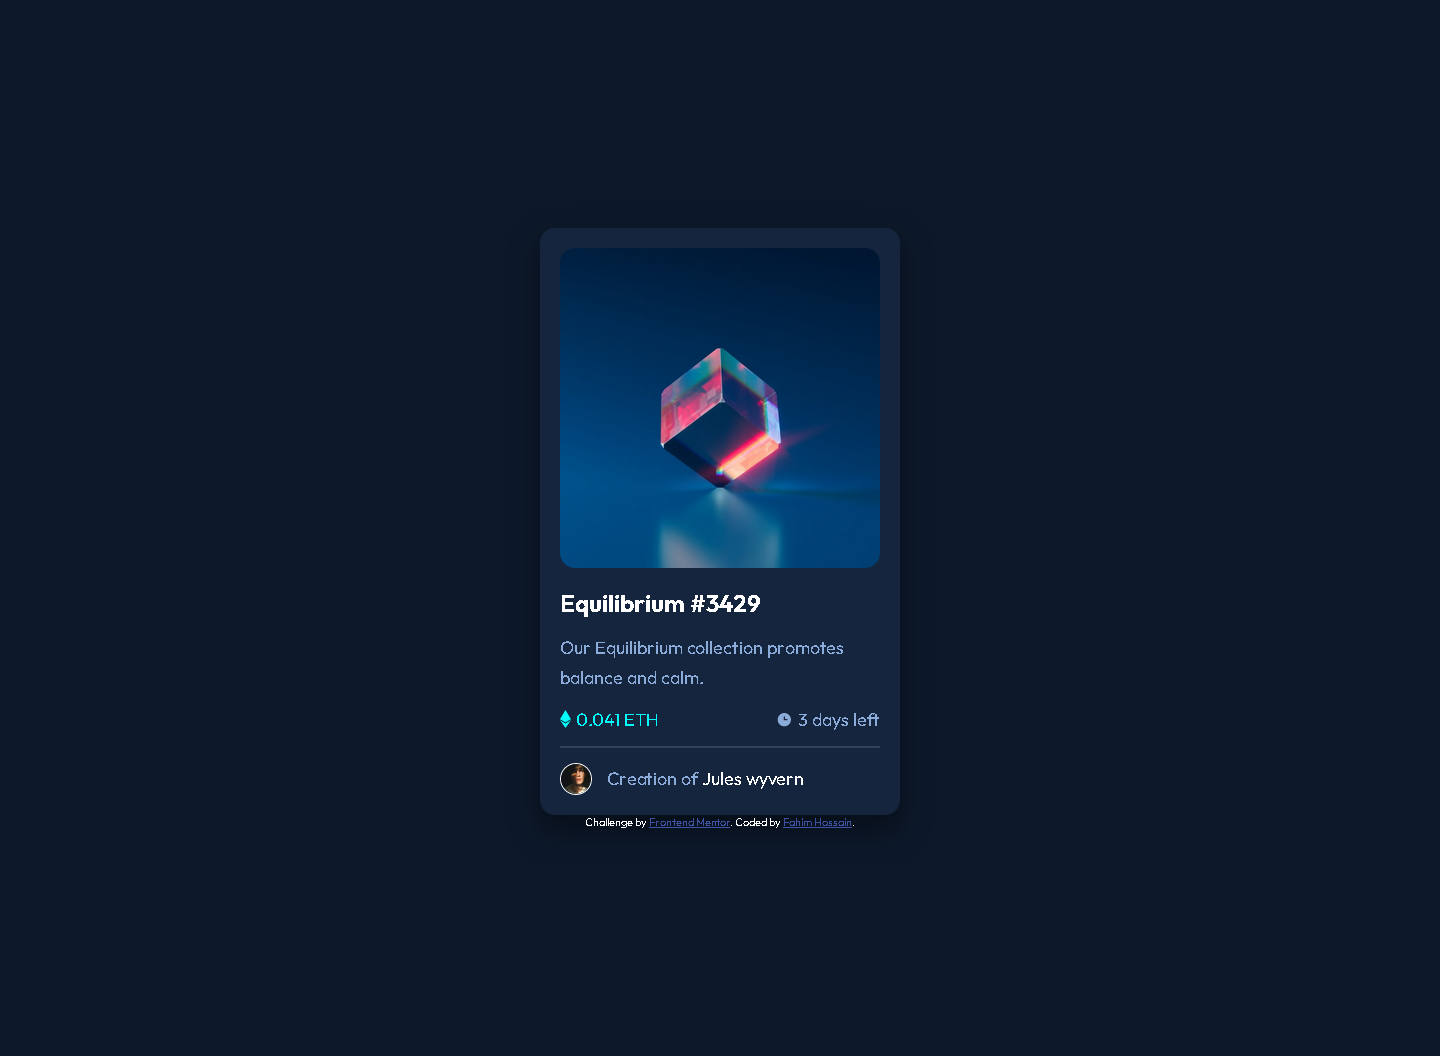 Equilibrium #3429
Our Equilibrium collection promotes
balance and calm.
0.041 ETH
3 days left
Creation of Jules wyvern
Challenge by Frontend Mentor. Coded by Fahim Hossain.